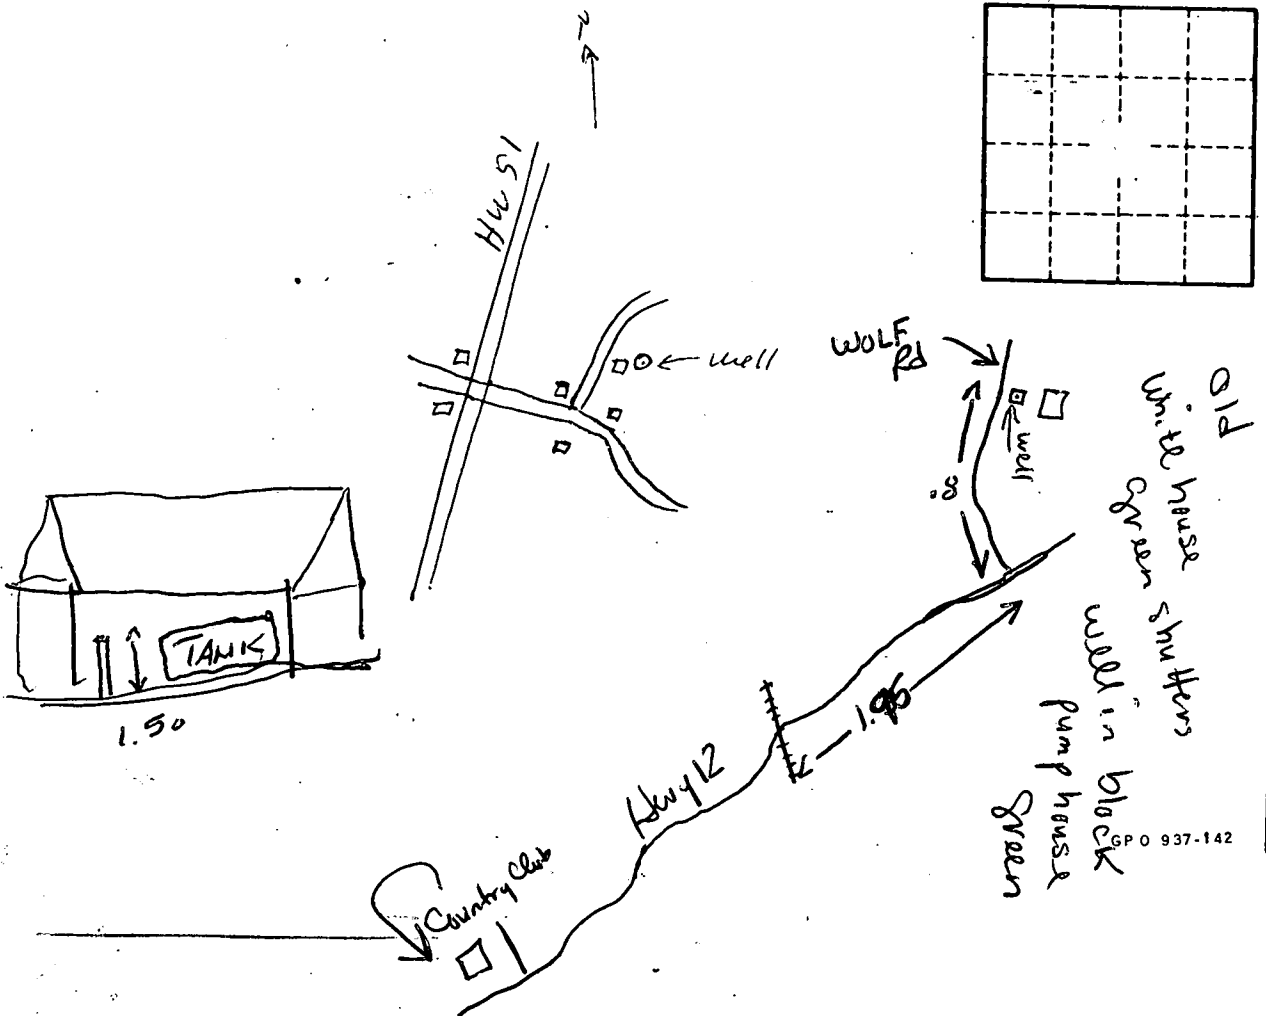 N
HW 51
well
WOLF
Rd
well
.8
old
white house
green shutters
well in block
pump house
green
TANK
1.50
Hwy 12
GPO 937-142
Country Club